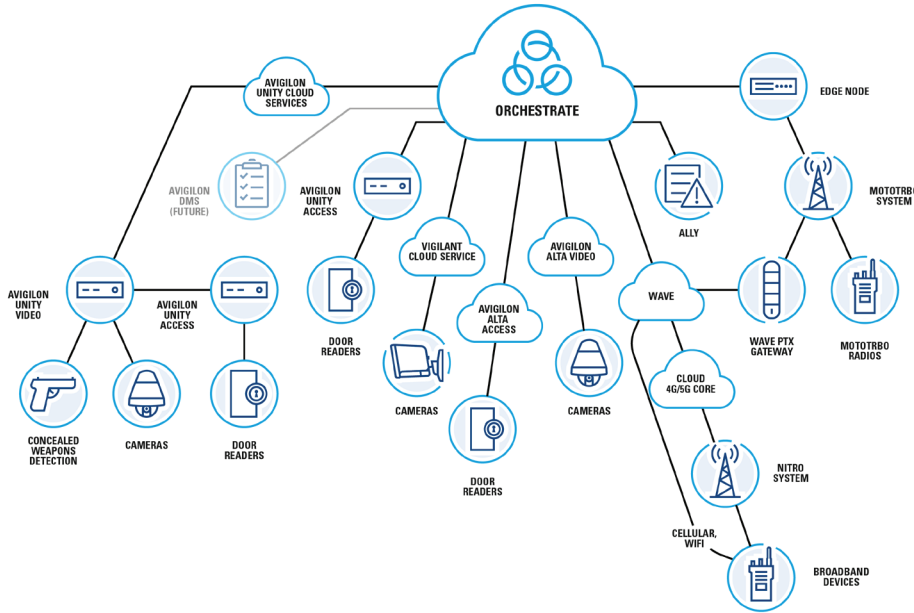 AVIGILON
UNITY CLOUD
SERVICES
ORCHESTRATE
EDGE NODE
AVIGILON
DMS
(FUTURE)
AVIGILON
UNITY
ACCESS
ALLY
MOTOTRBO
SYSTEM
VIGILANT
CLOUD SERVICE
AVIGILON
ALTA VIDEO
AVIGILON
UNITY
VIDEO
AVIGILON
UNITY
ACCESS
DOOR
READERS
AVIGILON
ALTA
ACCESS
WAVE
WAVE PTX
GATEWAY
MOTOTRBO
RADIOS
CLOUD
4G/5G CORE
CONCEALED
WEAPONS
DETECTION
CAMERAS
DOOR
READERS
CAMERAS
CAMERAS
DOOR
READERS
NITRO
SYSTEM
CELLULAR,
WIFI
BROADBAND
DEVICES